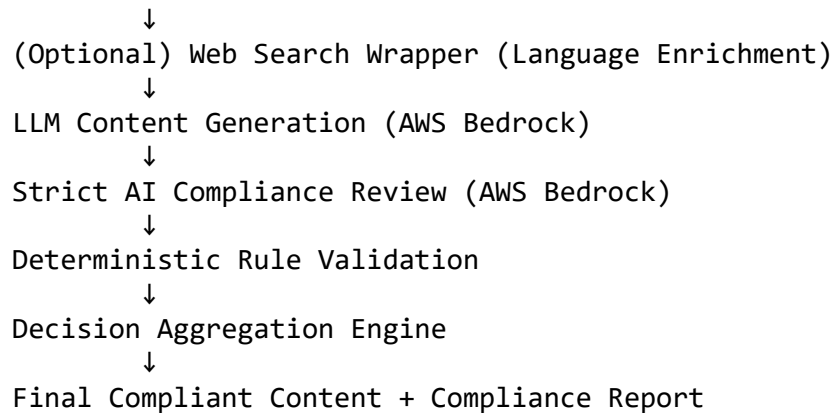 ↓
(Optional) Web Search Wrapper (Language Enrichment)
↓
LLM Content Generation (AWS Bedrock)
↓
Strict AI Compliance Review (AWS Bedrock)
↓
Deterministic Rule Validation
↓
Decision Aggregation Engine
↓
Final Compliant Content + Compliance Report